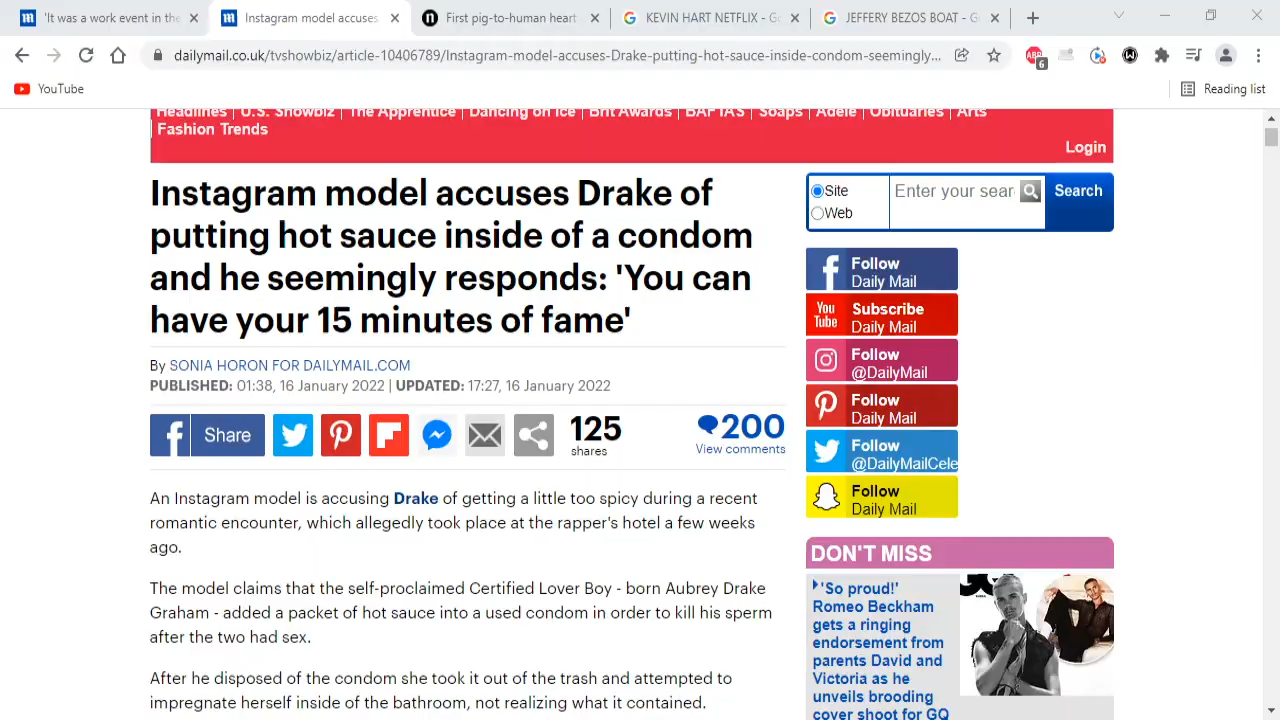 'It was a work event in the
Instagram model accuses
First pig-to-human heart
KEVIN HART NETFLIX - Go
JEFFERY BEZOS BOAT - G
dailymail.co.uk/tvshowbiz/article-10406789/Instagram-model-accuses-Drake-putting-hot-sauce-inside-condom-seemingly...
ABP
6
YouTube
Reading list
Headlines | U.S. Showbiz | The Apprentice | Dancing on Ice | Brit Awards | BAFTAS | Soaps | Adele | Obituaries | Arts
Fashion Trends
Login
Instagram model accuses Drake of
putting hot sauce inside of a condom
and he seemingly responds: 'You can
have your 15 minutes of fame'
By SONIA HORON FOR DAILYMAIL.COM
PUBLISHED: 01:38, 16 January 2022 | UPDATED: 17:27, 16 January 2022
Share
125
shares
200
View comments
An Instagram model is accusing Drake of getting a little too spicy during a recent
romantic encounter, which allegedly took place at the rapper's hotel a few weeks
ago.
The model claims that the self-proclaimed Certified Lover Boy - born Aubrey Drake
Graham - added a packet of hot sauce into a used condom in order to kill his sperm
after the two had sex.
After he disposed of the condom she took it out of the trash and attempted to
impregnate herself inside of the bathroom, not realizing what it contained.
Site
Web
Enter your sear
Search
Follow
Daily Mail
You Tube
Subscribe
Daily Mail
Follow
@DailyMail
Follow
Daily Mail
Follow
@DailyMailCele
Follow
Daily Mail
DON'T MISS
'So proud!'
Romeo Beckham
gets a ringing
endorsement from
parents David and
Victoria as he
unveils brooding
cover shoot for GQ